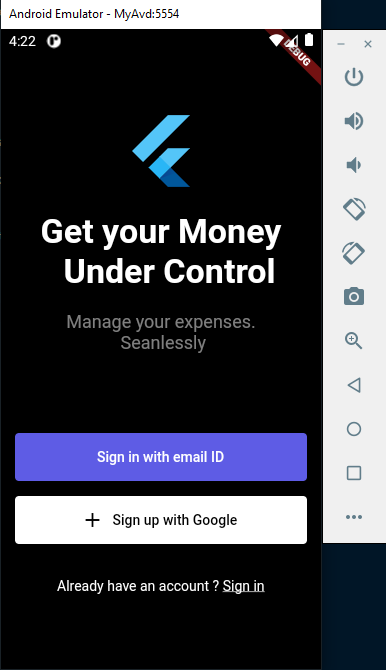 Android Emulator - MyAvd:5554
4:22
DEBUG
Get your Money
Under Control
Manage your expenses.
Seanlessly
Sign in with email ID
Sign up with Google
Already have an account ? Sign in